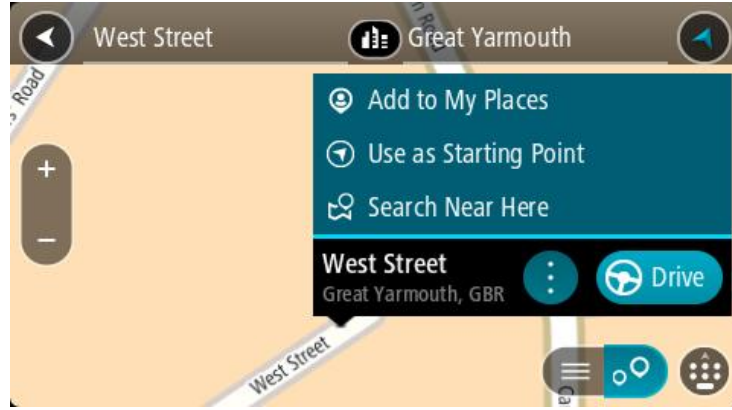 West Street
Great Yarmouth
Road
Road
Add to My Places
Use as Starting Point
Search Near Here
West Street
Great Yarmouth, GBR
Drive
West Street